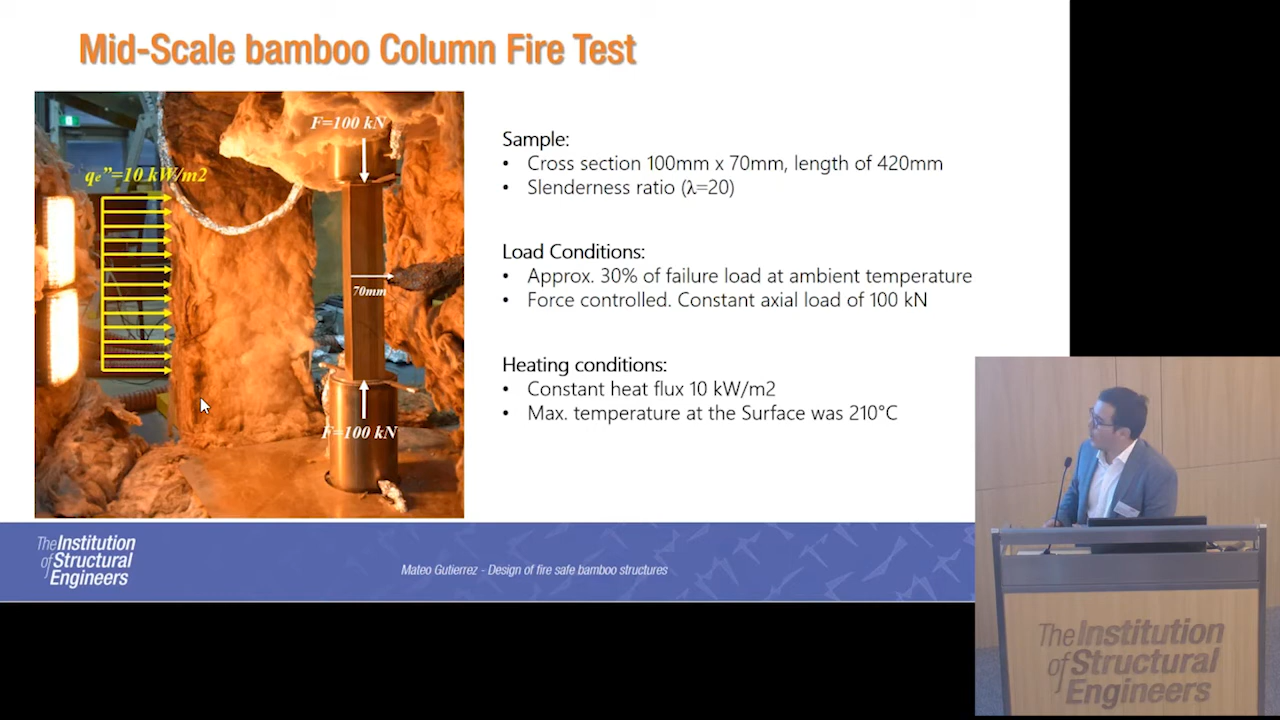 Mid-Scale bamboo Column Fire Test
F=100 kN
qe"=10 kW/m2
70mm
F=100 kN
Sample:
• Cross section 100mm x 70mm, length of 420mm
• Slenderness ratio (λ=20)
Load Conditions:
• Approx. 30% of failure load at ambient temperature
• Force controlled. Constant axial load of 100 kN
Heating conditions:
• Constant heat flux 10 kW/m2
• Max. temperature at the Surface was 210°C
The Institution
of Structural
Engineers
Mateo Gutierrez - Design of fire safe bamboo structures
The Institution
of Structural
Engineers